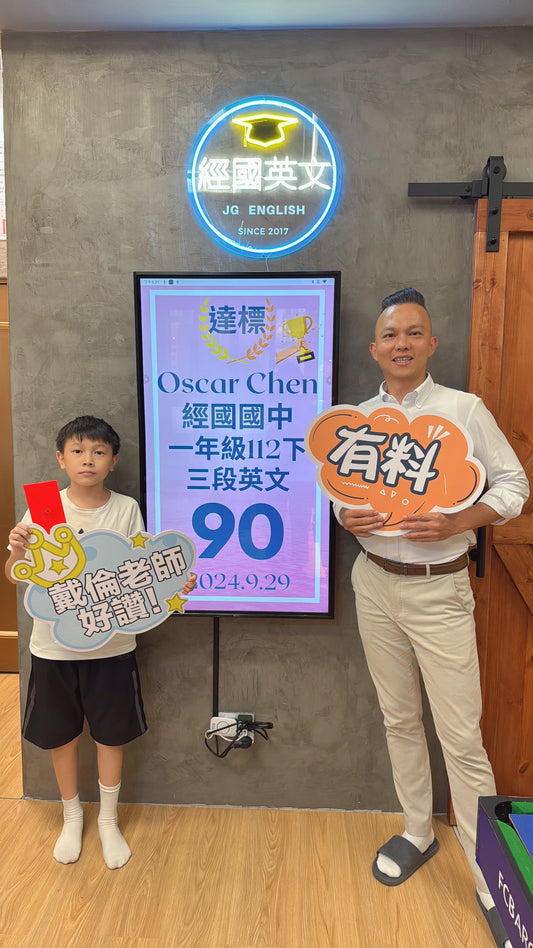 經國英文
JG ENGLISH
SINCE 2017
達標
Oscar Chen
經國國中
一年級112下
三段英文
90
2024.9.29
有料
戴倫老師
好讚!
FCBARC